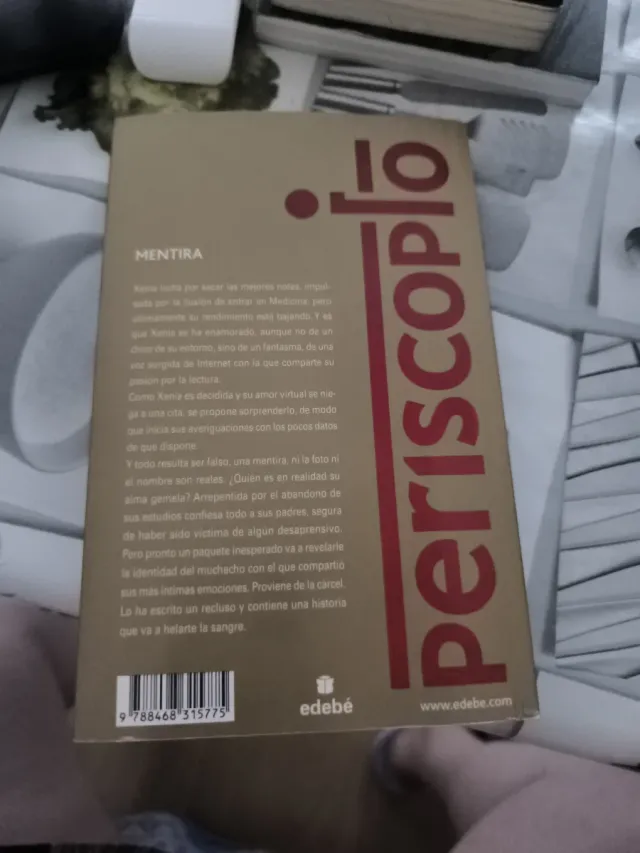 MENTIRA
Xenia lucha por sacar las mejores notas, impul-
sada por la ilusión de entrar en Medicina, pero
últimamente su rendimiento está bajando. Y es
que Xenia se ha enamorado, aunque no de un
chico de su entorno, sino de un fantasma, de una
voz surgida de Internet con la que comparte su
pasión por la lectura.
Como Xenia es decidida y su amor virtual se nie-
ga a una cita, se propone sorprenderlo, de modo
que inicia sus averiguaciones con los pocos datos
de que dispone.
Y todo resulta ser falso, una mentira, ni la foto ni
el nombre son reales. ¿Quién es en realidad su
alma gemela? Arrepentida por el abandono de
sus estudios confiesa todo a sus padres, segura
de haber sido víctima de algún desaprensivo.
Pero pronto un paquete inesperado va a revelarle
la identidad del muchacho con el que compartió
sus más íntimas emociones. Proviene de la cárcel.
Lo ha escrito un recluso y contiene una historia
que va a helarte la sangre.
periscopio
9 788468 315775
edebé
www.edebe.com